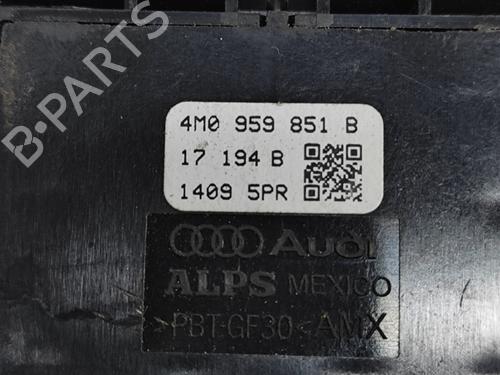 4M0 959 851 B
17 194 B
1409 5PR
Audi
ALPS MEXICO
>PBT-GF30< AMX
B-PARTS